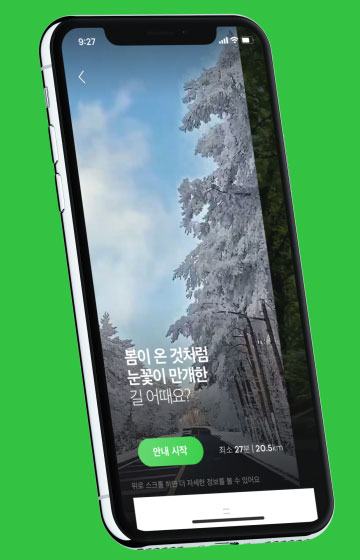 9:27
봄이 온 것처럼
눈꽃이 만개한
길 어때요?
안내 시작
최소 27분 | 20.5km
위로 스크롤 하면 더 자세한 정보를 볼 수 있어요